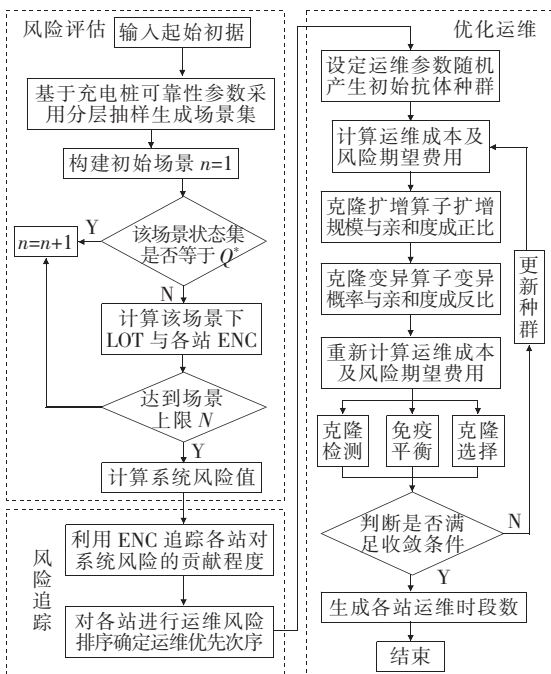 风险评估
输入起始初据
基于充电桩可靠性参数采
用分层抽样生成场景集
构建初始场景 n=1
n=n+1
Y
该场景状态集
是否等于 Q*
N
计算该场景下
LOT 与各站 ENC
达到场景
上限 N
Y
计算系统风险值
风险追踪
利用 ENC 追踪各站对
系统风险的贡献程度
对各站进行运维风险
排序确定运维优先次序
优化运维
设定运维参数随机
产生初始抗体种群
计算运维成本及
风险期望费用
克隆扩增算子扩增
规模与亲和度成正比
克隆变异算子变异
概率与亲和度成反比
更新种群
重新计算运维成本
及风险期望费用
克隆
检测
免疫
平衡
克隆
选择
判断是否满
足收敛条件
N
Y
生成各站运维时段数
结束